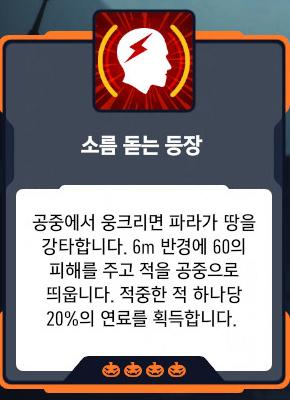 소름 돋는 등장
공중에서 웅크리면 파라가 땅을
강타합니다. 6m 반경에 60의
피해를 주고 적을 공중으로
띄웁니다. 적중한 적 하나당
20%의 연료를 획득합니다.